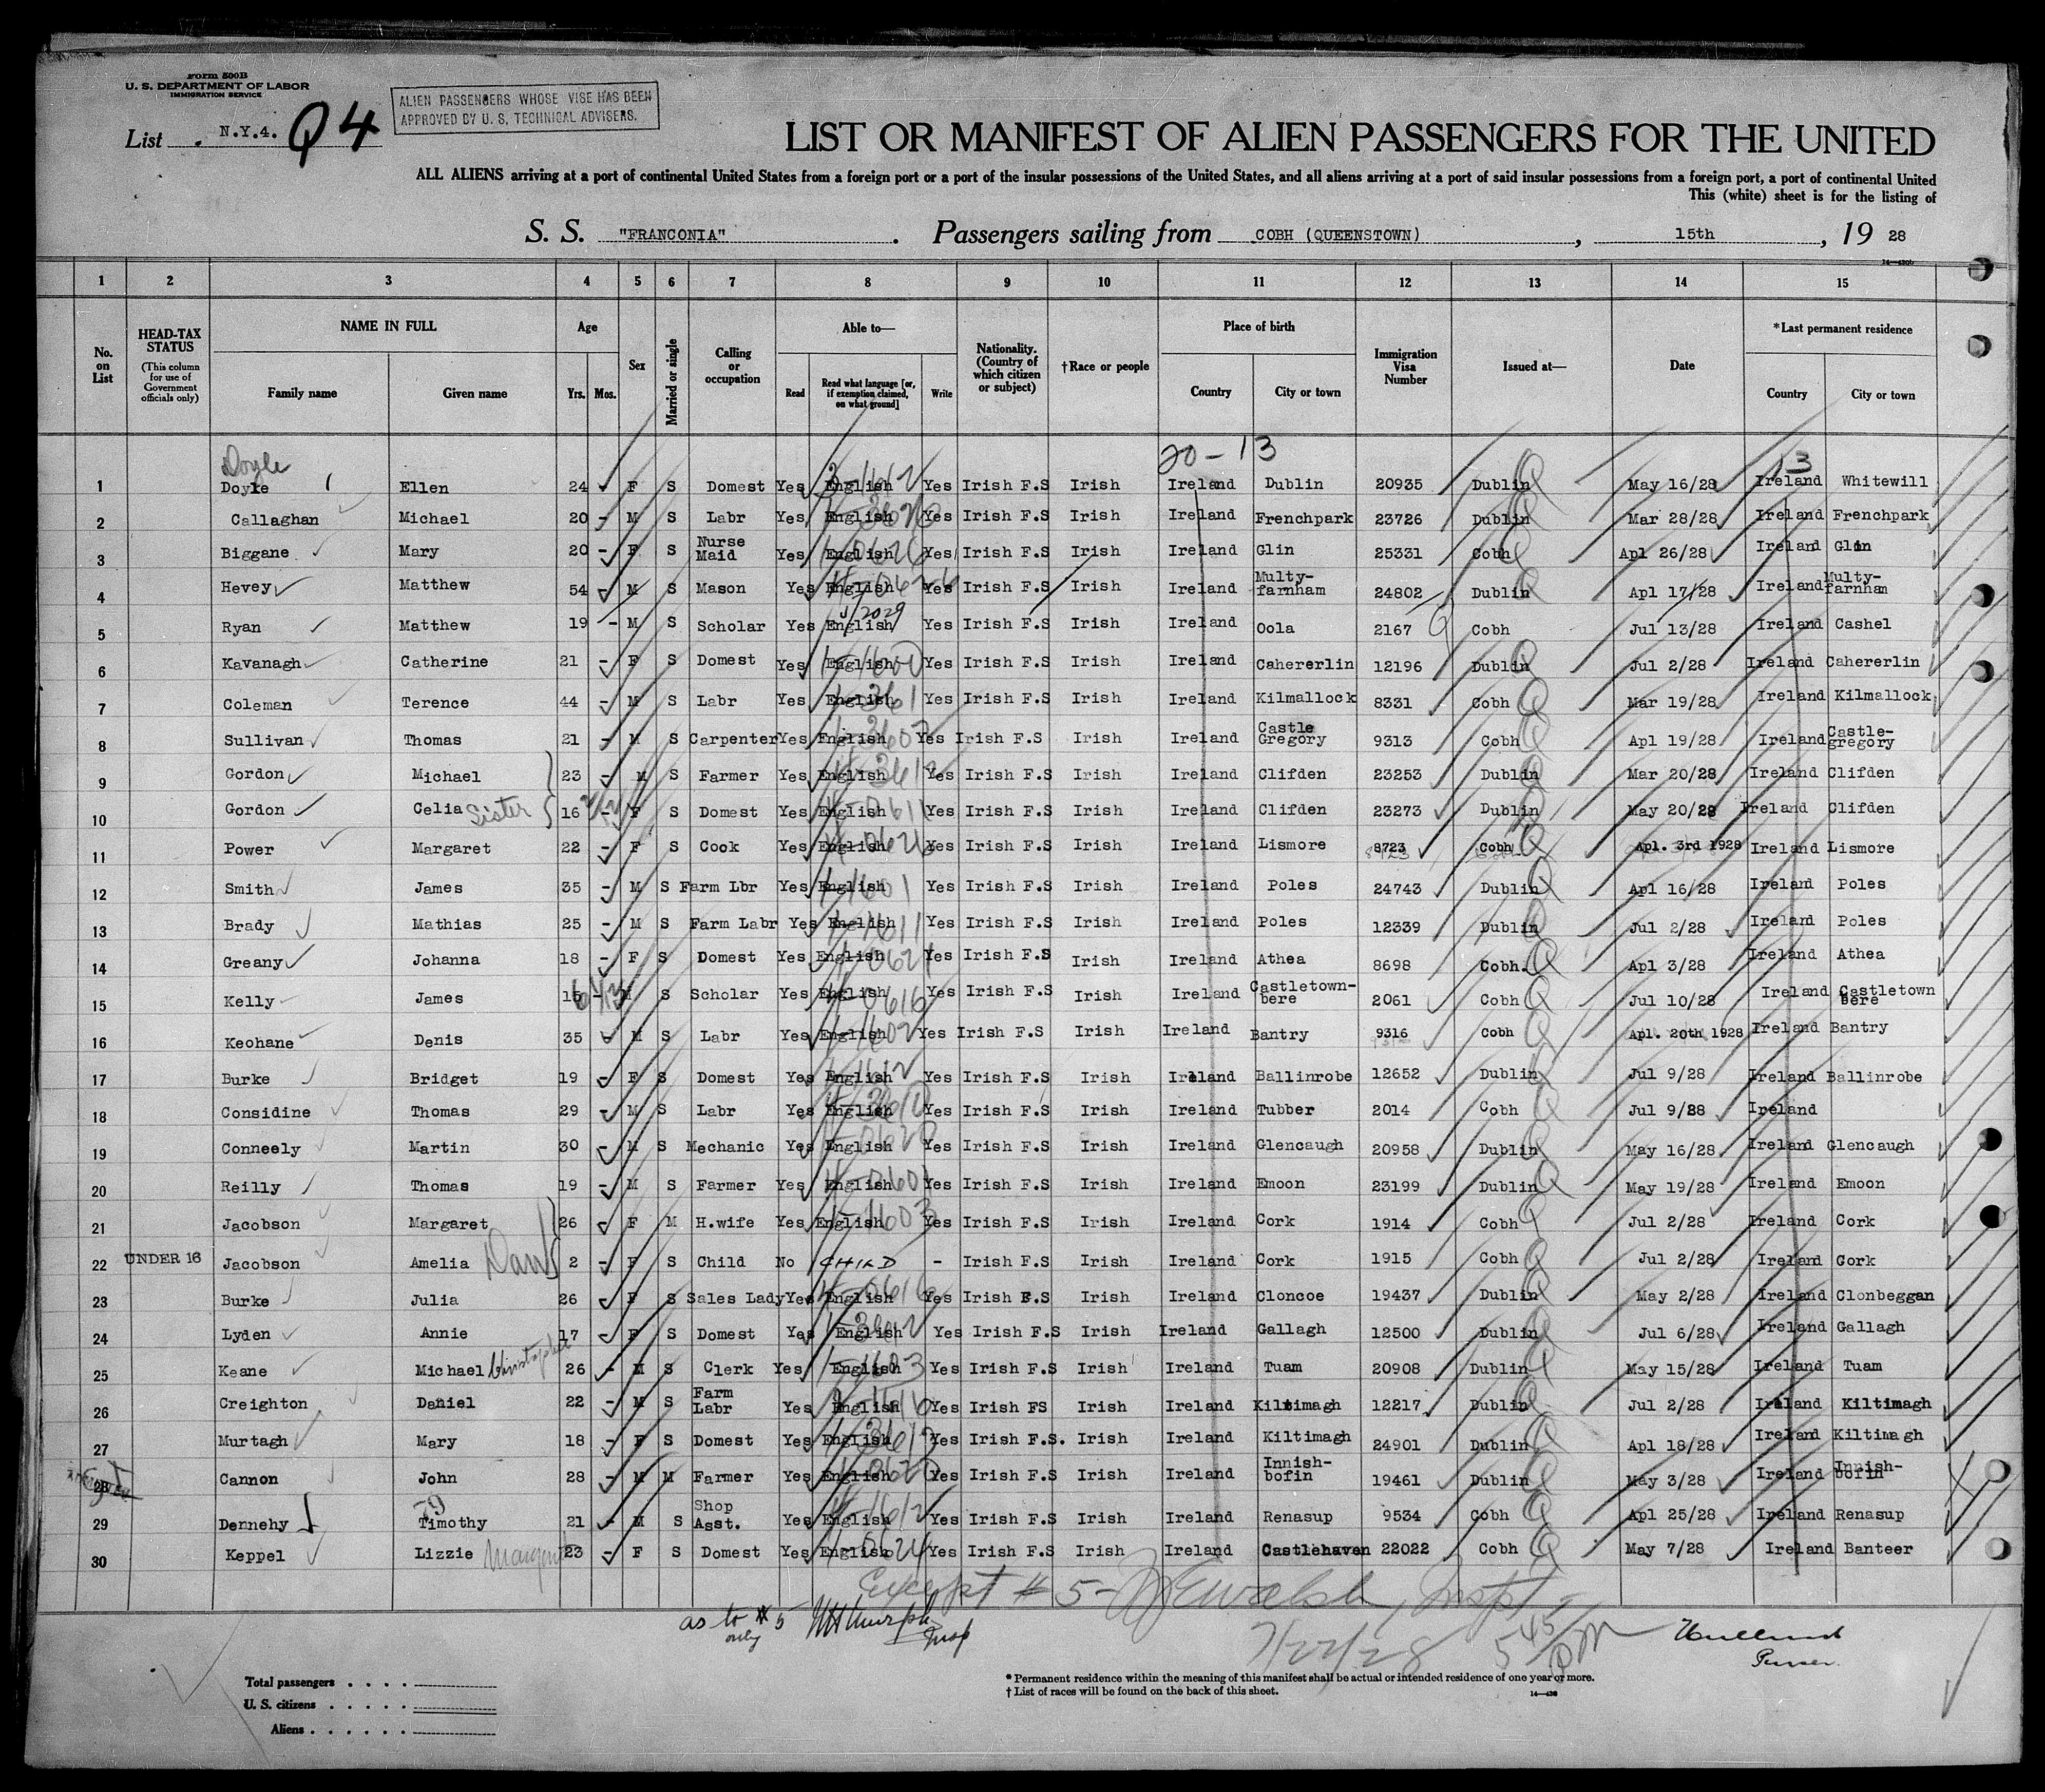 Form 500B
U. S. DEPARTMENT OF LABOR
IMMIGRATION SERVICE
List N.Y.4. Q4
ALIEN PASSENGERS WHOSE VISE HAS BEEN
APPROVED BY U. S. TECHNICAL ADVISERS.
LIST OR MANIFEST OF ALIEN PASSENGERS FOR THE UNITED
ALL ALIENS arriving at a port of continental United States from a foreign port or a port of the insular possessions of the United States, and all aliens arriving at a port of said insular possessions from a foreign port, a port of continental United
This (white) sheet is for the listing of
S. S. "FRANCONIA". Passengers sailing from COBH (QUEENSTOWN), 15th, 19 28
1 2 3 4 5 6 7 8 9 10 11 12 13 14 15
No. on List
HEAD-TAX STATUS
(This column for use of Government officials only)
NAME IN FULL
Family name Given name
Age
Yrs. Mos.
Sex
Married or single
Calling or occupation
Able to—
Read Read what language [or, if exemption claimed, on what ground] Write
Nationality. (Country of which citizen or subject)
†Race or people
Place of birth
Country City or town
Immigration Visa Number
Issued at—
Date
*Last permanent residence
Country City or town
Doyle 20-13 13
1 Doyle Ellen 24 F S Domest Yes English Yes Irish F.S Irish Ireland Dublin 20935 Dublin May 16/28 Ireland Whitewill
2 Callaghan Michael 20 - M S Labr Yes English Yes Irish F.S Irish Ireland Frenchpark 23726 Dublin Mar 28/28 Ireland Frenchpark
3 Biggane Mary 20 - F S Nurse Maid Yes English Yes Irish F.S Irish Ireland Glin 25331 Cobh Apl 26/28 Ireland Glin
4 Hevey Matthew 54 - M S Mason Yes English Yes Irish F.S Irish Ireland Multy-farnham 24802 Dublin Apl 17/28 Ireland Multy-farnham
5 Ryan Matthew 19 - M S Scholar Yes English Yes Irish F.S Irish Ireland Oola 2167 Cobh Jul 13/28 Ireland Cashel
6 Kavanagh Catherine 21 - F S Domest Yes English Yes Irish F.S Irish Ireland Cahererlin 12196 Dublin Jul 2/28 Ireland Cahererlin
7 Coleman Terence 44 - M S Labr Yes English Yes Irish F.S Irish Ireland Kilmallock 8331 Cobh Mar 19/28 Ireland Kilmallock
8 Sullivan Thomas 21 - M S Carpenter Yes English Yes Irish F.S Irish Ireland Castle Gregory 9313 Cobh Apl 19/28 Ireland Castle-gregory
9 Gordon Michael 23 - M S Farmer Yes English Yes Irish F.S Irish Ireland Clifden 23253 Dublin Mar 20/28 Ireland Clifden
10 Gordon Celia Sister 16 - F S Domest Yes English Yes Irish F.S Irish Ireland Clifden 23273 Dublin May 20/28 Ireland Clifden
11 Power Margaret 22 - F S Cook Yes English Yes Irish F.S Irish Ireland Lismore 8723 Cobh Apl. 3rd 1928 Ireland Lismore
12 Smith James 35 - M S Farm Lbr Yes English Yes Irish F.S Irish Ireland Poles 24743 Dublin Apl 16/28 Ireland Poles
13 Brady Mathias 25 - M S Farm Labr Yes English Yes Irish F.S Irish Ireland Poles 12339 Dublin Jul 2/28 Ireland Poles
14 Greany Johanna 18 - F S Domest Yes English Yes Irish F.S Irish Ireland Athea 8698 Cobh. Apl 3/28 Ireland Athea
15 Kelly James 15 - M S Scholar Yes English Yes Irish F.S Irish Ireland Castletown-bere 2061 Cobh Jul 10/28 Ireland Castletown bere
16 Keohane Denis 35 - M S Labr Yes English Yes Irish F.S Irish Ireland Bantry 9316 Cobh Apl. 20th 1928 Ireland Bantry
17 Burke Bridget 19 - F S Domest Yes English Yes Irish F.S Irish Ireland Ballinrobe 12652 Dublin Jul 9/28 Ireland Ballinrobe
18 Considine Thomas 29 - M S Labr Yes English Yes Irish F.S Irish Ireland Tubber 2014 Cobh Jul 9/28 Ireland
19 Conneely Martin 30 - M S Mechanic Yes English Yes Irish F.S Irish Ireland Glencaugh 20958 Dublin May 16/28 Ireland Glencaugh
20 Reilly Thomas 19 - M S Farmer Yes English Yes Irish F.S Irish Ireland Emoon 23199 Dublin May 19/28 Ireland Emoon
21 Jacobson Margaret 26 - F M H.wife Yes English Yes Irish F.S Irish Ireland Cork 1914 Cobh Jul 2/28 Ireland Cork
22 UNDER 16 Jacobson Amelia 2 - F S Child No CHILD - Irish F.S Irish Ireland Cork 1915 Cobh Jul 2/28 Ireland Cork
23 Burke Julia 26 - F S Sales Lady Yes English Yes Irish F.S Irish Ireland Cloncoe 19437 Dublin May 2/28 Ireland Clonbeggan
24 Lyden Annie 17 - F S Domest Yes English Yes Irish F.S Irish Ireland Gallagh 12500 Dublin Jul 6/28 Ireland Gallagh
25 Keane Michael Christopher 26 - M S Clerk Yes English Yes Irish F.S Irish Ireland Tuam 20908 Dublin May 15/28 Ireland Tuam
26 Creighton Daniel 22 - M S Farm Labr Yes English Yes Irish FS Irish Ireland Kiltimagh 12217 Dublin Jul 2/28 Ireland Kiltimagh
27 Murtagh Mary 18 - F S Domest Yes English Yes Irish F.S. Irish Ireland Kiltimagh 24901 Dublin Apl 18/28 Ireland Kiltimagh
28 Cannon John 28 - M M Farmer Yes English Yes Irish F.S Irish Ireland Innish-bofin 19461 Dublin May 3/28 Ireland Innish-bofin
29 Dennehy Timothy 21 - M S Shop Asst. Yes English Yes Irish F.S Irish Ireland Renasup 9534 Cobh Apl 25/28 Ireland Renasup
30 Keppel Lizzie Margaret 23 - F S Domest Yes English Yes Irish F.S Irish Ireland Castlehaven 22022 Cobh May 7/28 Ireland Banteer
Except # 5 - Walsh, Inspt.
as to # 5 only Insp
7/22/28 5 45 PM
Purser
Total passengers
U. S. citizens
Aliens
* Permanent residence within the meaning of this manifest shall be actual or intended residence of one year or more.
† List of races will be found on the back of this sheet.